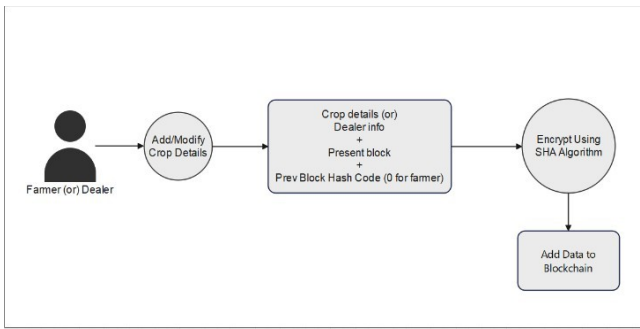 Farmer (or) Dealer
Add/Modify
Crop Details
Crop details (or)
Dealer info
+
Present block
+
Prev Block Hash Code (0 for farmer)
Encrypt Using
SHA Algorithm
Add Data to
Blockchain